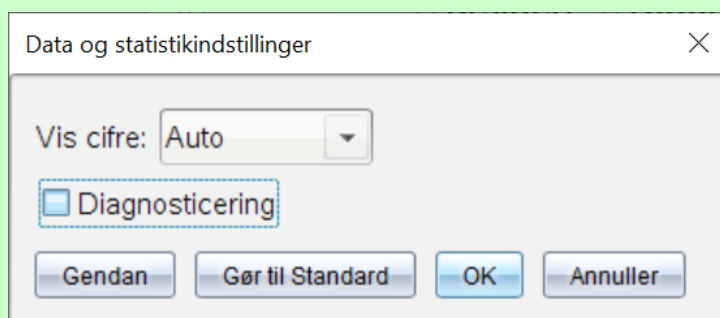 Data og statistikindstillinger
Vis cifre: Auto
Diagnosticering
Gendan Gør til Standard OK Annuller